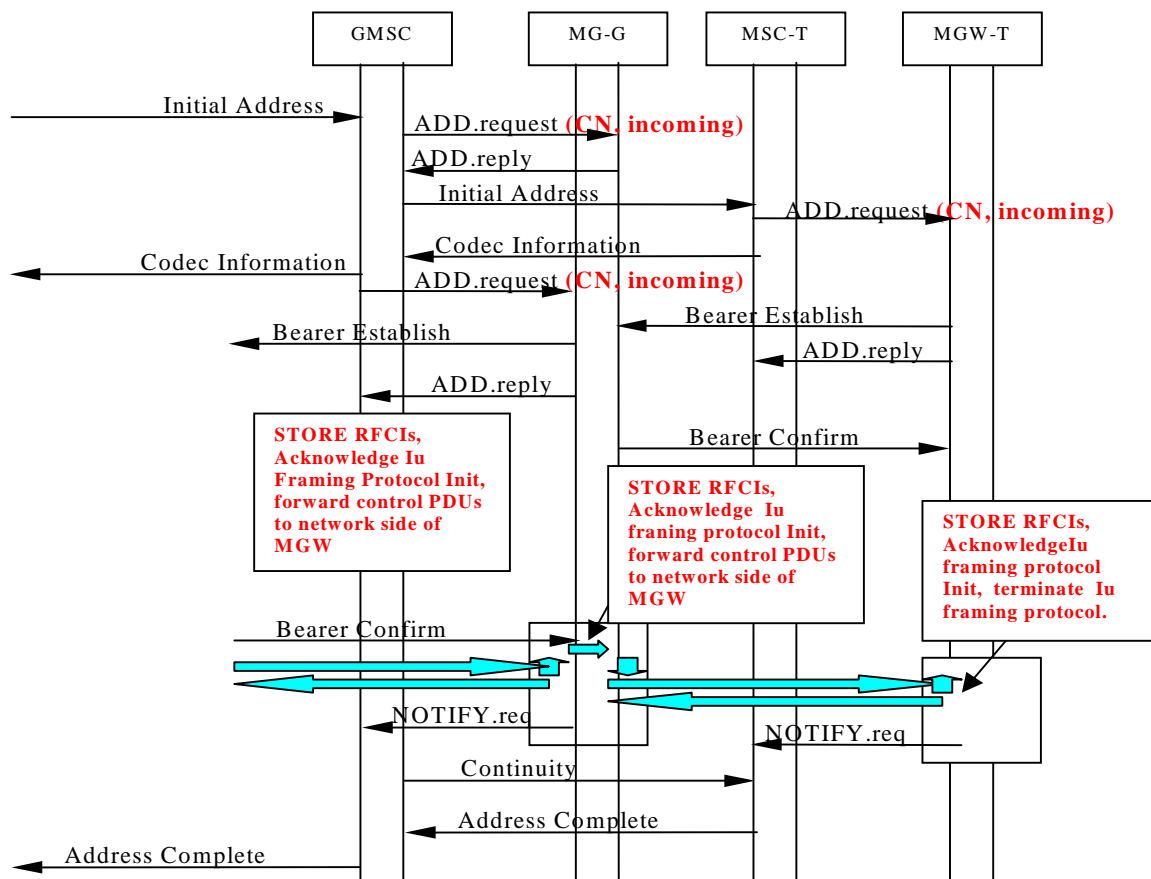 GMSC
MG-G
MSC-T
MGW-T
Initial Address
ADD.request (CN, incoming)
ADD.reply
Initial Address
ADD.request (CN, incoming)
Codec Information
Codec Information
ADD.request (CN, incoming)
Bearer Establish
Bearer Establish
ADD.reply
ADD.reply
STORE RFCIs,
Acknowledge Iu
Framing Protocol Init,
forward control PDUs
to network side of
MGW
Bearer Confirm
STORE RFCIs,
Acknowledge Iu
franing protocol Init,
forward control PDUs
to network side of
MGW
STORE RFCIs,
AcknowledgeIu
framing protocol
Init, terminate Iu
framing protocol.
Bearer Confirm
NOTIFY.req
NOTIFY.req
Continuity
Address Complete
Address Complete